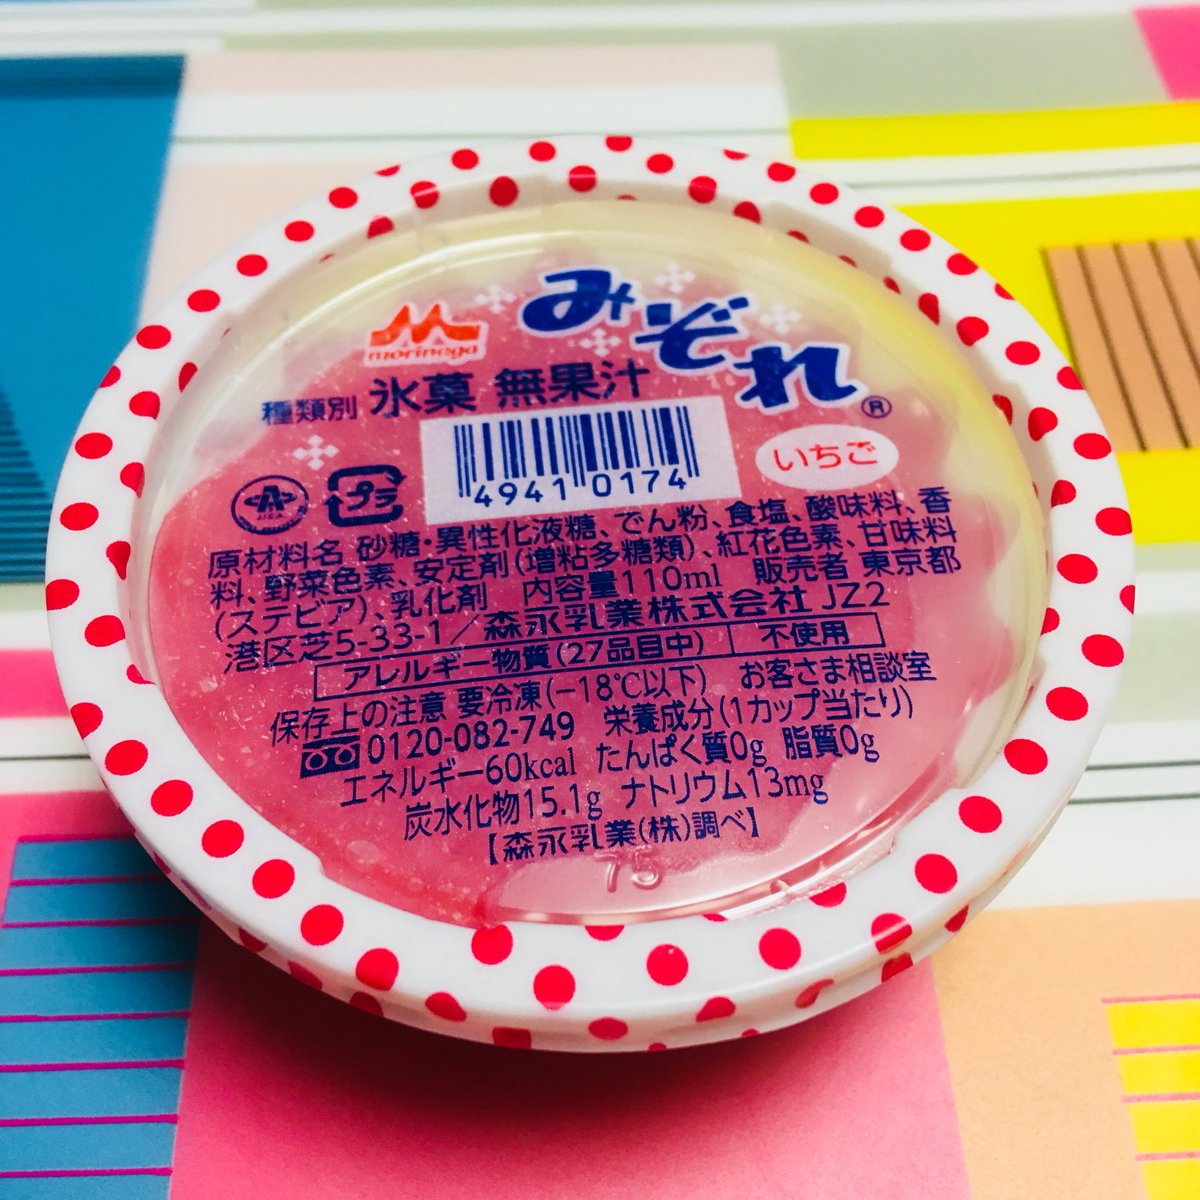 みぞれ®
morinaga
種類別 氷菓 無果汁
いちご
4941 0174
プラ
原材料名 砂糖・異性化液糖、でん粉、食塩、酸味料、香
料、野菜色素、安定剤(増粘多糖類)、紅花色素、甘味料
(ステビア)、乳化剤 内容量110ml 販売者 東京都
港区芝5-33-1/森永乳業株式会社 JZ2
アレルギー物質(27品目中) 不使用
保存上の注意 要冷凍(−18℃以下) お客さま相談室
0120-082-749 栄養成分(1カップ当たり)
エネルギー60kcal たんぱく質0g 脂質0g
炭水化物15.1g ナトリウム13mg
【森永乳業(株)調べ】